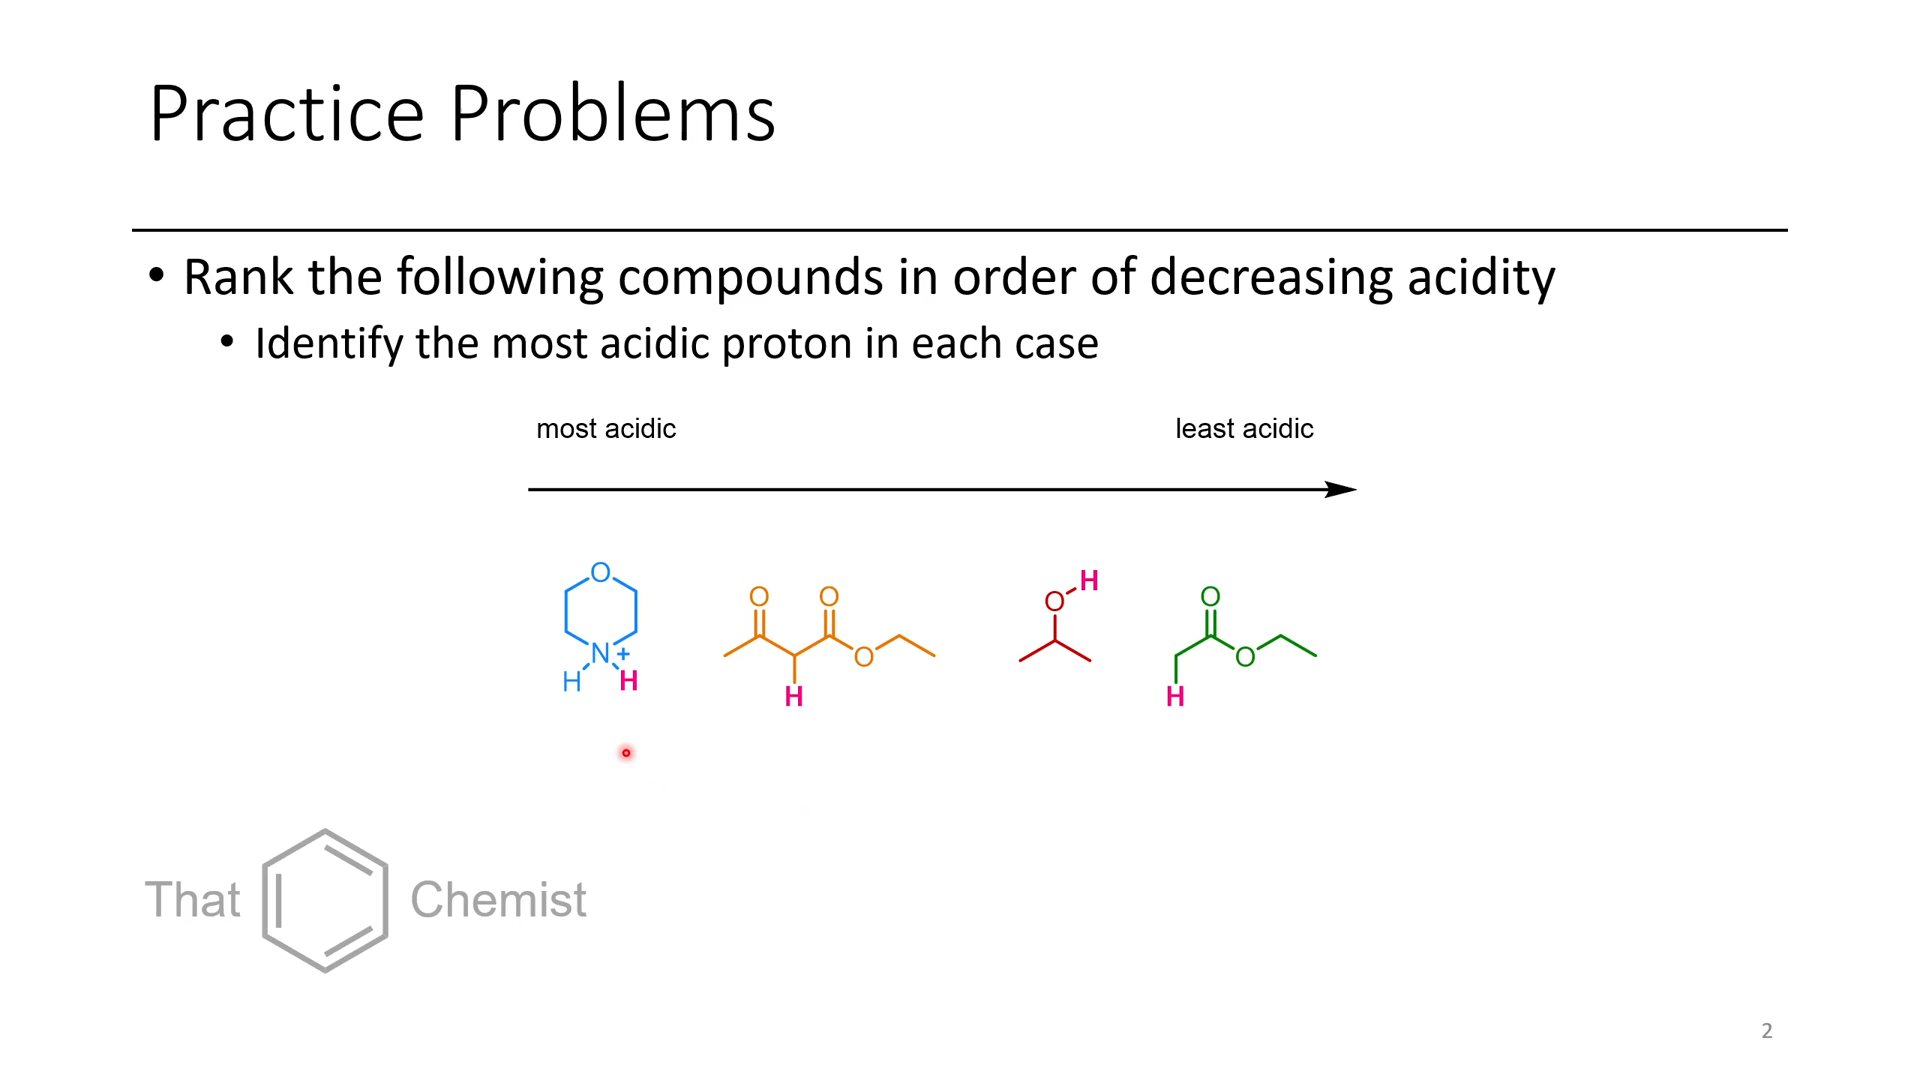 Practice Problems
• Rank the following compounds in order of decreasing acidity
• Identify the most acidic proton in each case
most acidic least acidic
O
N+
H H
O O
O
H
H
O
O
O
H
That Chemist
2